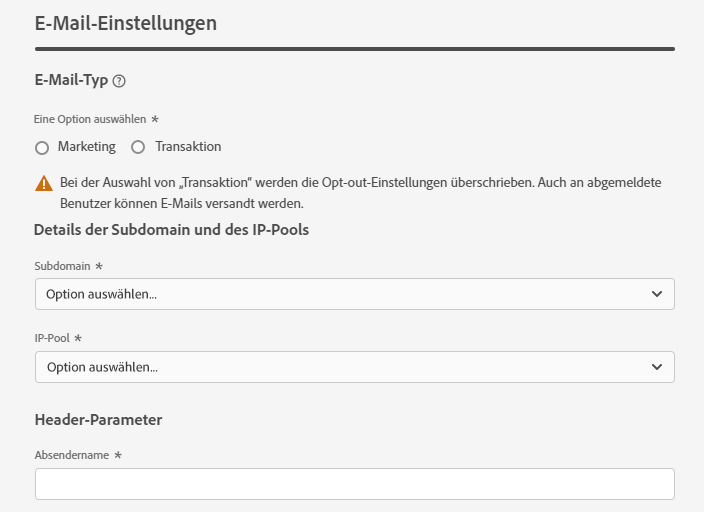 E-Mail-Einstellungen
E-Mail-Typ ?
Eine Option auswählen *
Marketing Transaktion
Bei der Auswahl von „Transaktion“ werden die Opt-out-Einstellungen überschrieben. Auch an abgemeldete
Benutzer können E-Mails versandt werden.
Details der Subdomain und des IP-Pools
Subdomain *
Option auswählen...
IP-Pool *
Option auswählen...
Header-Parameter
Absendername *